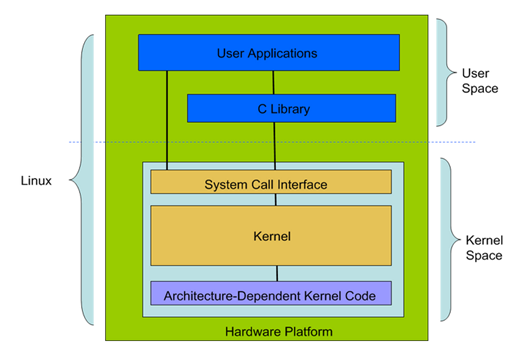 User Applications
User
Space
C Library
Linux
System Call Interface
Kernel
Kernel
Space
Architecture-Dependent Kernel Code
Hardware Platform